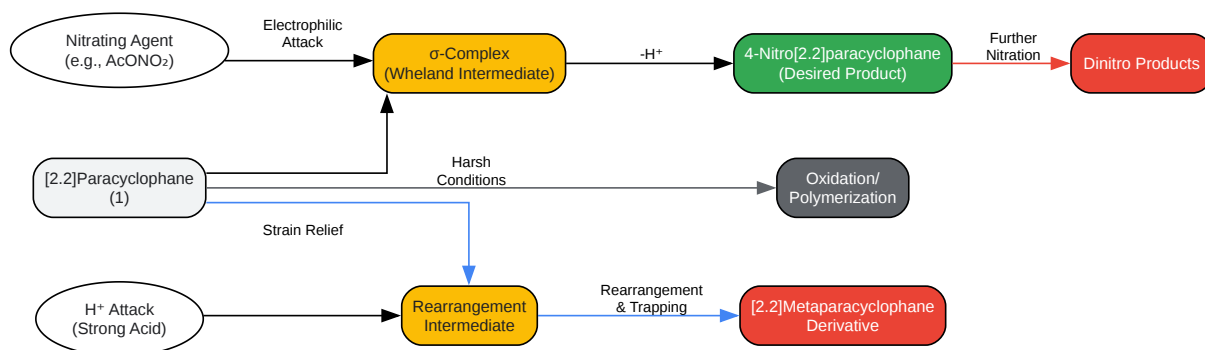 Nitrating Agent
(e.g., AcONO₂)
Electrophilic
Attack
σ-Complex
(Wheland Intermediate)
-H⁺
4-Nitro[2.2]paracyclophane
(Desired Product)
Further
Nitration
Dinitro Products
[2.2]Paracyclophane
(1)
Harsh
Conditions
Oxidation/
Polymerization
Strain Relief
H⁺ Attack
(Strong Acid)
Rearrangement
Intermediate
Rearrangement
& Trapping
[2.2]Metaparacyclophane
Derivative